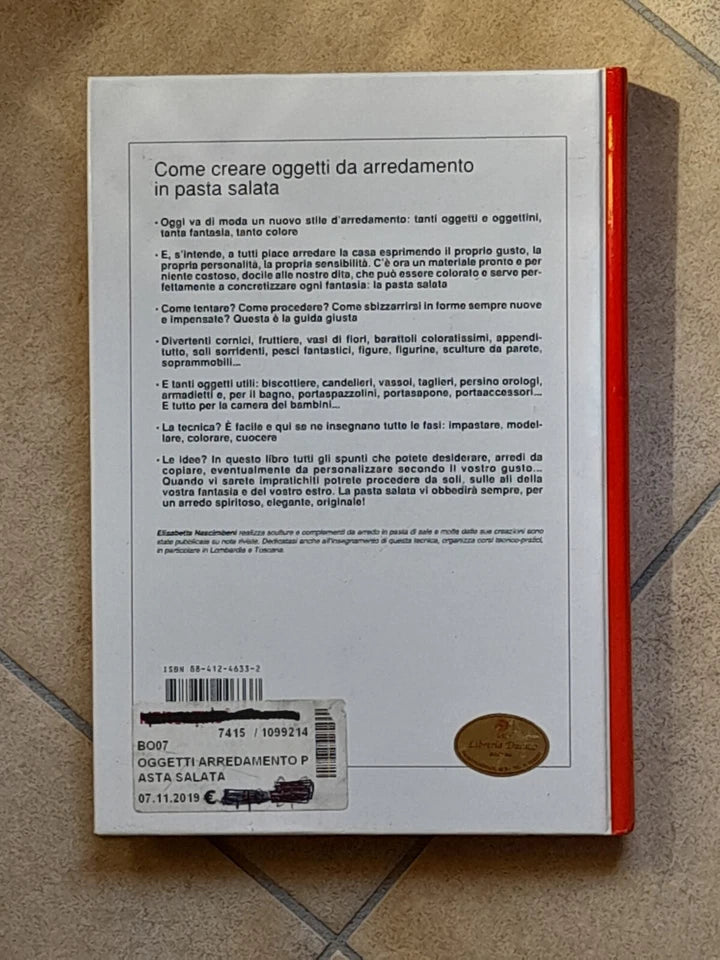 Come creare oggetti da arredamento
in pasta salata
· Oggi va di moda un nuovo stile d'arredamento: tanti oggetti e oggettini,
tanta fantasia, tanto colore
· E, s'intende, a tutti piace arredare la casa esprimendo il proprio gusto, la
propria personalità, la propria sensibilità. C'è ora un materiale pronto e per
niente costoso, docile alle nostre dita, che può essere colorato e serve per-
fettamente a concretizzare ogni fantasia: la pasta salata
· Come tentare? Come procedere? Come sbizzarrirsi in forme sempre nuove
e impensate? Questa è la guida giusta
· Divertenti cornici, fruttiere, vasi di fiori, barattoli coloratissimi, appendi-
tutto, soli sorridenti, pesci fantastici, figure, figurine, sculture da parete,
soprammobili...
· E tanti oggetti utili: biscottiere, candelieri, vassoi, taglieri, persino orologi,
armadietti e, per il bagno, portaspazzolini, portasapone, portaaccessori...
E tutto per la camera dei bambini...
· La tecnica? È facile e qui se ne insegnano tutte le fasi: impastare, model-
lare, colorare, cuocere
· Le idee? In questo libro tutti gli spunti che potete desiderare, arredi da
copiare, eventualmente da personalizzare secondo il vostro gusto...
Quando vi sarete impratichiti potrete procedere da soli, sulle ali della
vostra fantasia e del vostro estro. La pasta salata vi obbedirà sempre, per
un arredo spiritoso, elegante, originale!
Elisabetta Nascimbeni realizza sculture e complementi da arredo in pasta di sale e molte delle sue creazioni sono
state pubblicate su note riviste. Dedicatasi anche all'insegnamento di questa tecnica, organizza corsi teorico-pratici,
in particolare in Lombardia e Toscana.
ISBN 88-412-4633-2
7415 / 1099214
BO07
OGGETTI ARREDAMENTO P
ASTA SALATA
07.11.2019 €
Libreria